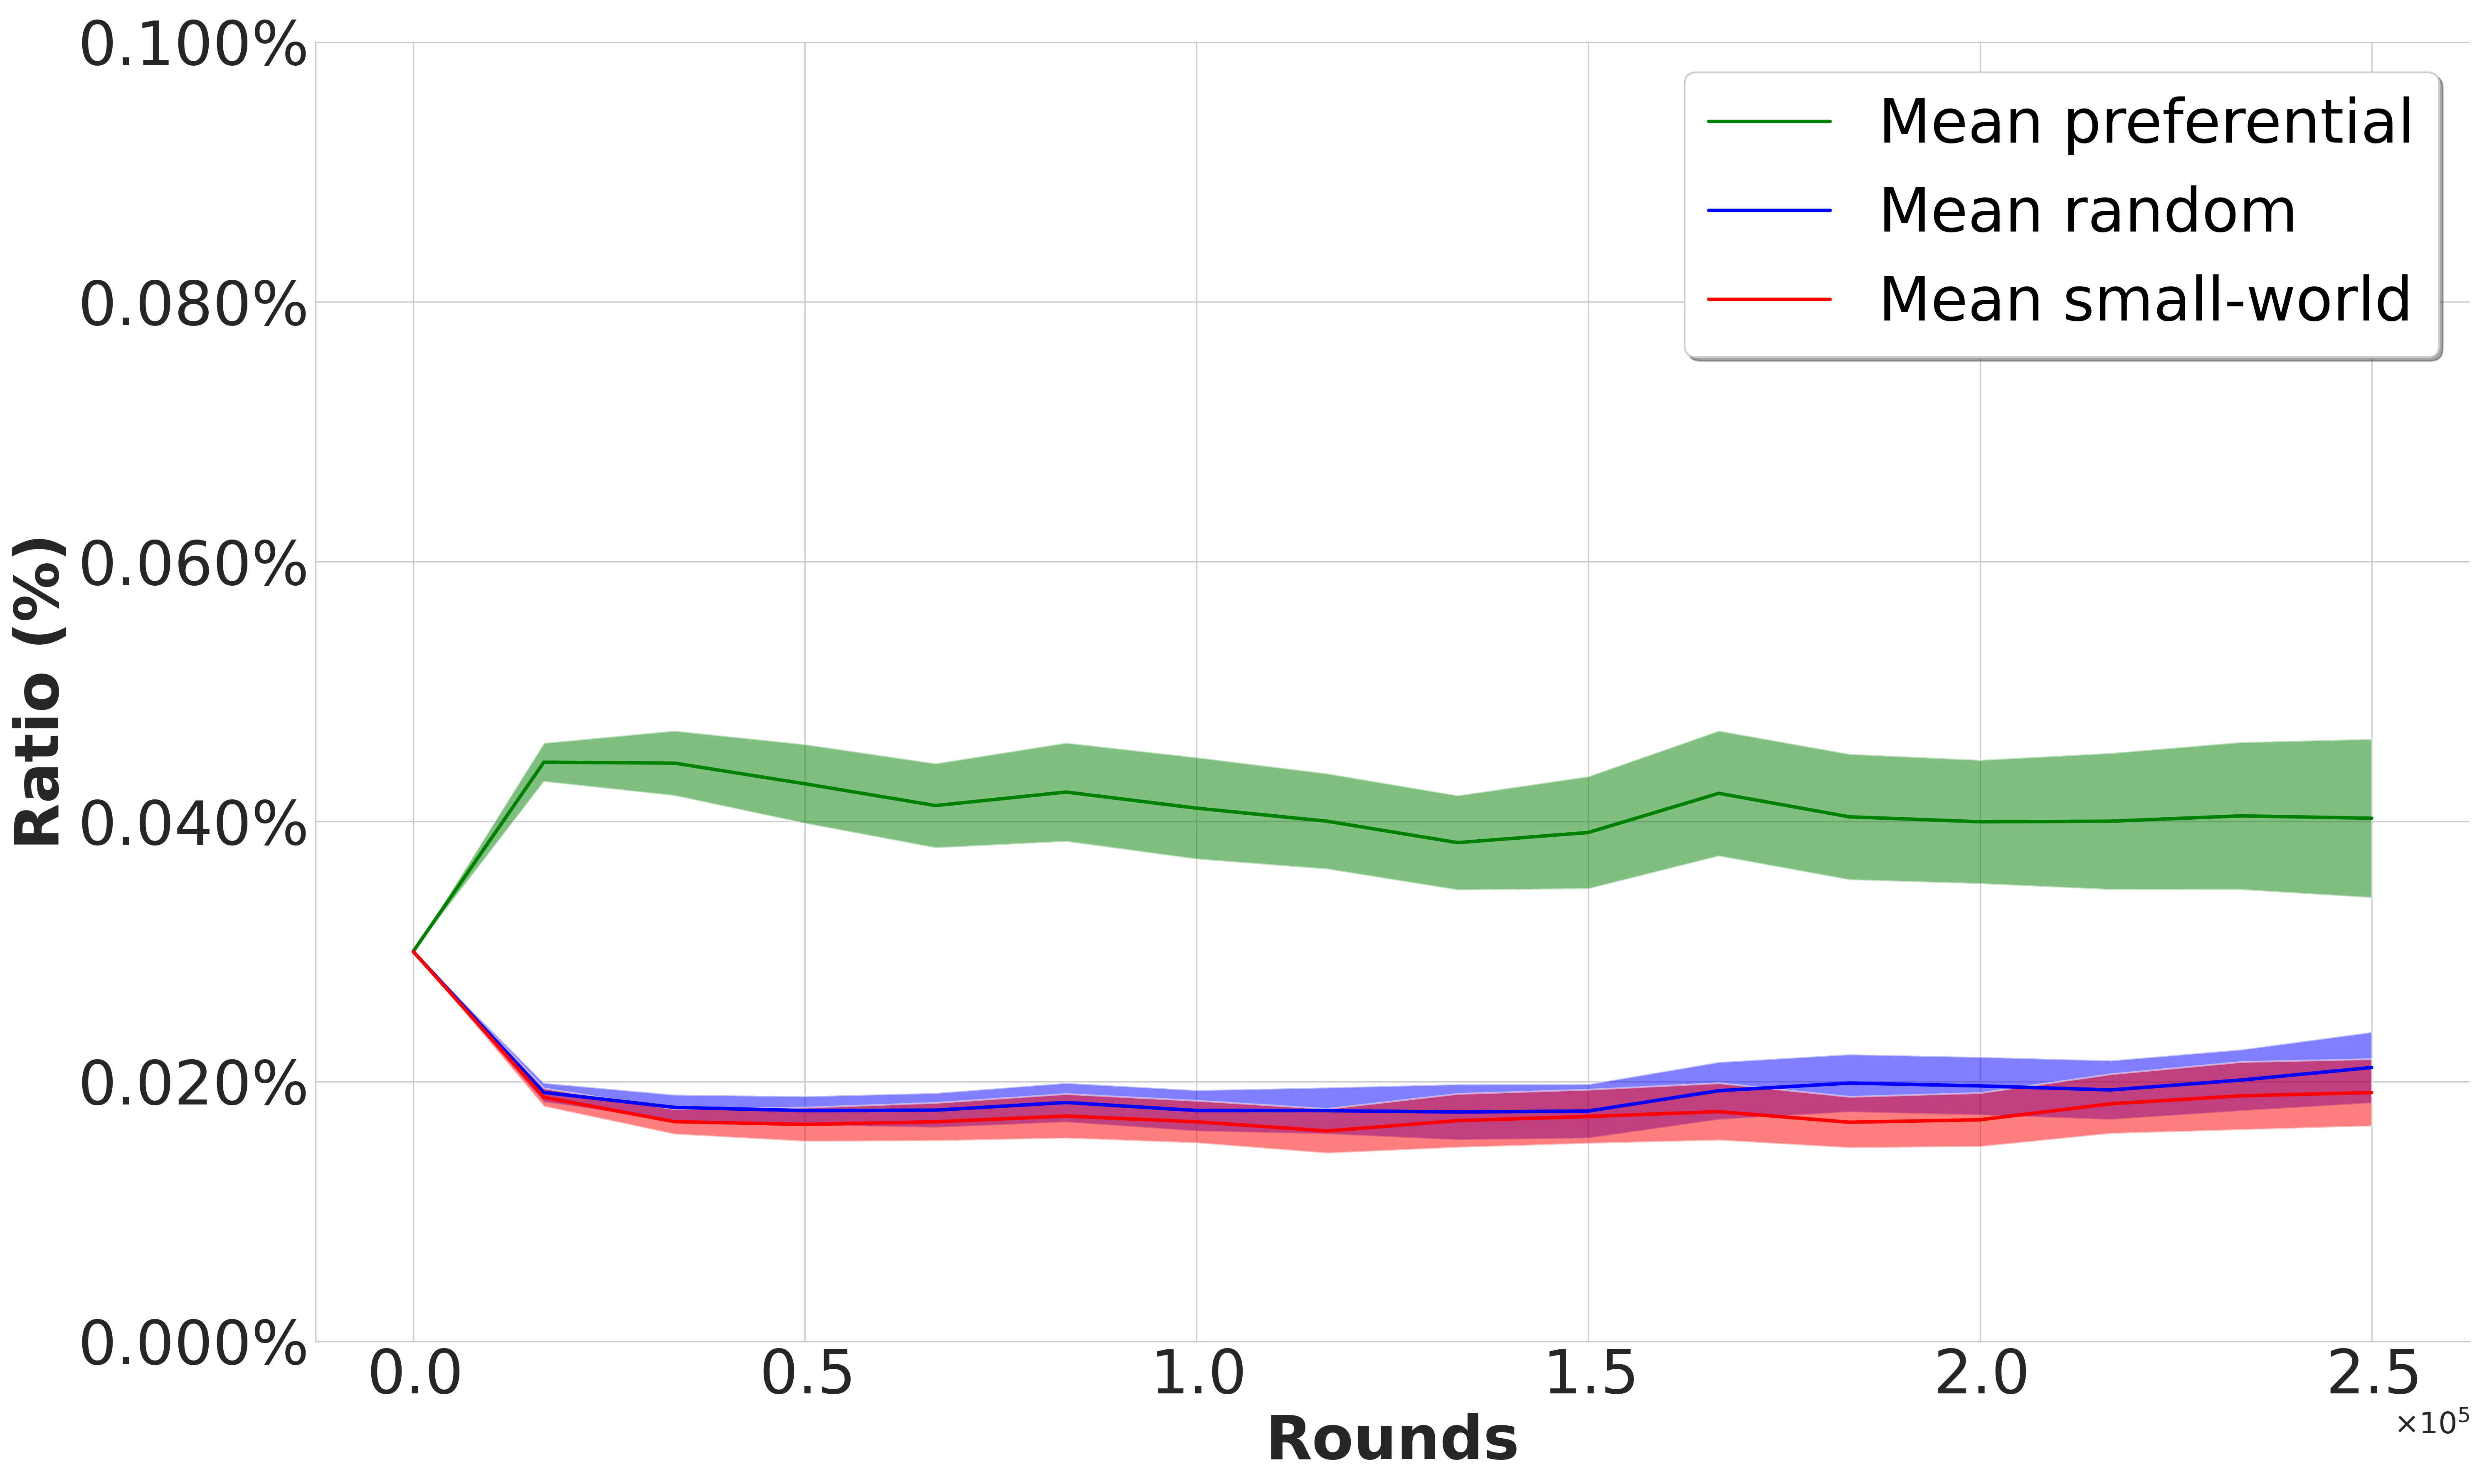 0.100%
0.080%
0.060%
0.040%
0.020%
0.000%
Ratio (%)
Mean preferential
Mean random
Mean small-world
0.0 0.5 1.0 1.5 2.0 2.5
×10⁵
Rounds